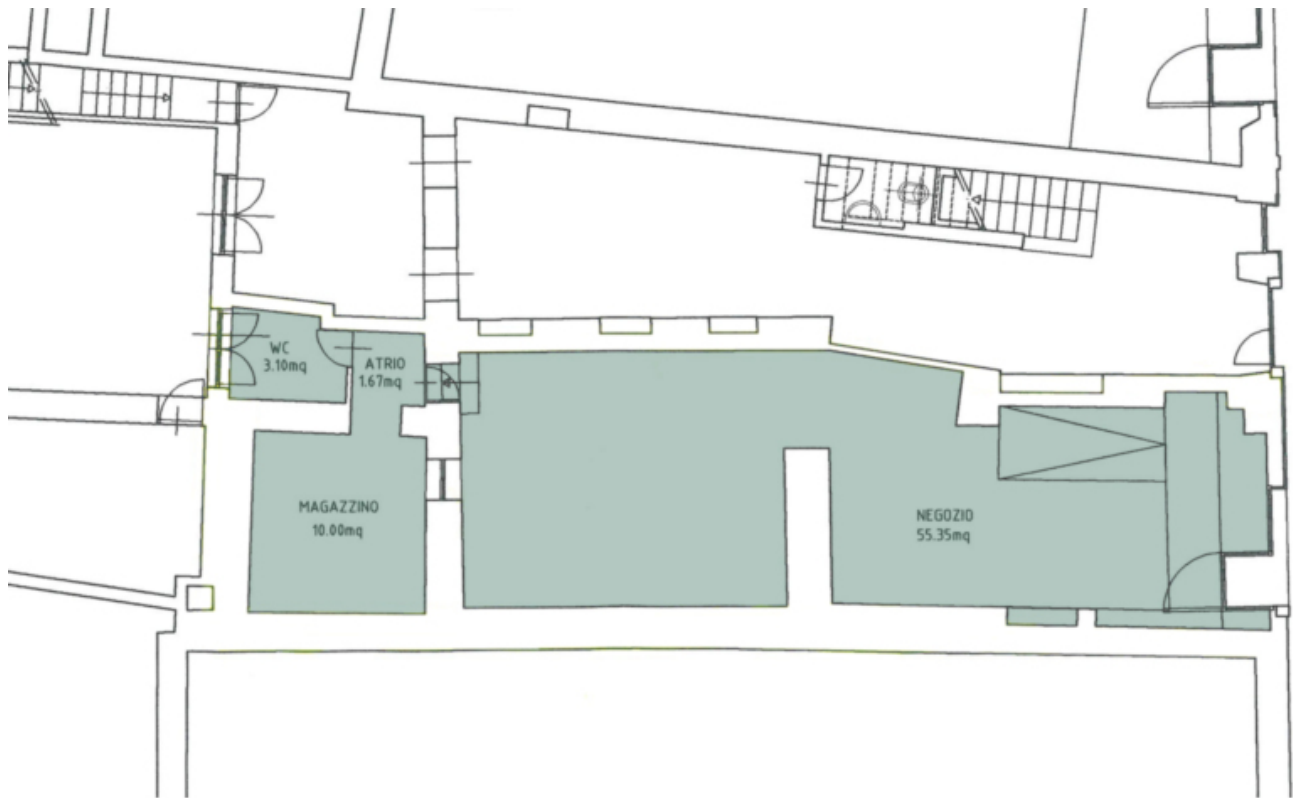 WC
3.10mq
ATRIO
1.67mq
MAGAZZINO
10.00mq
NEGOZIO
55.35mq